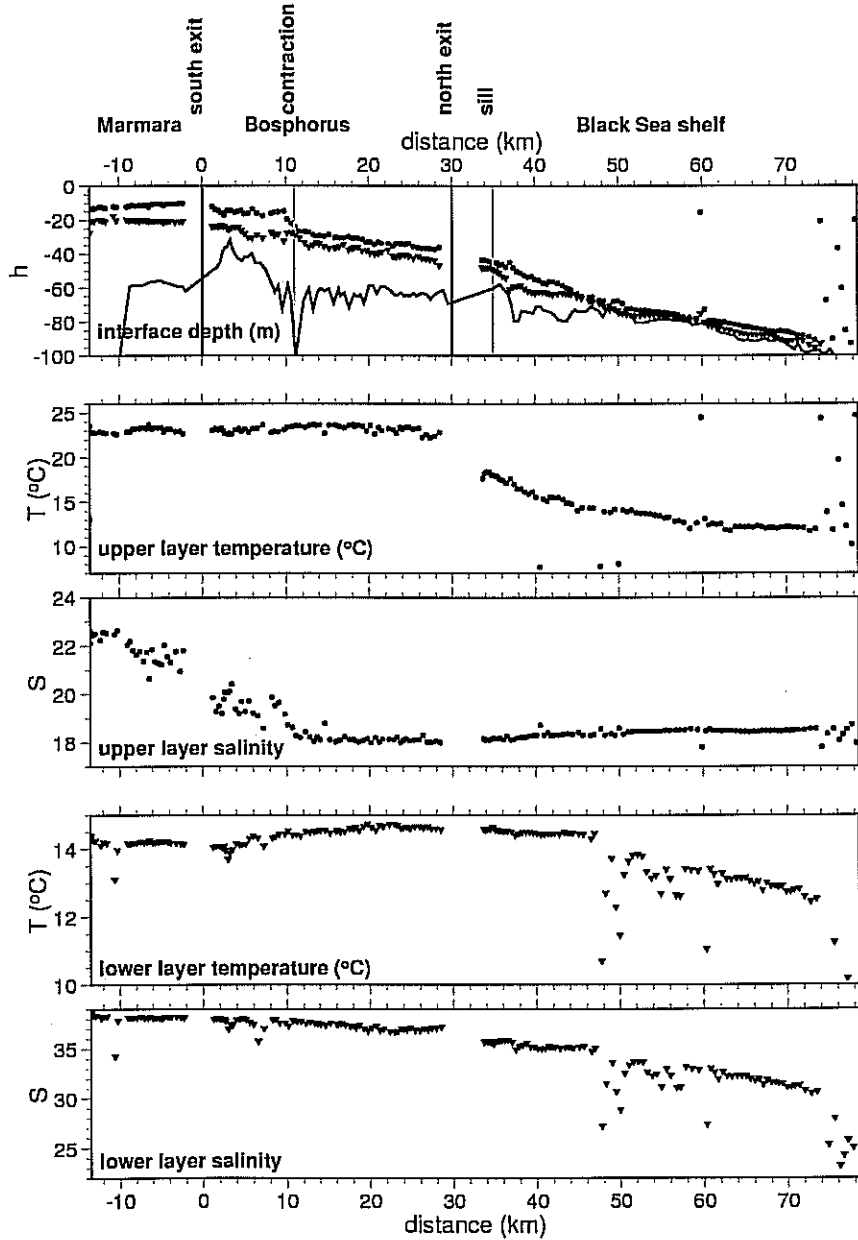 south exit
contraction
north exit
sill
Marmara
Bosphorus
Black Sea shelf
distance (km)
-10 0 10 20 30 40 50 60 70
0
-20
-40
-60
-80
-100
h
interface depth (m)
25
20
15
10
T (°C)
upper layer temperature (°C)
24
22
20
18
S
upper layer salinity
14
12
10
T (°C)
lower layer temperature (°C)
35
30
25
S
lower layer salinity
-10 0 10 20 30 40 50 60 70
distance (km)